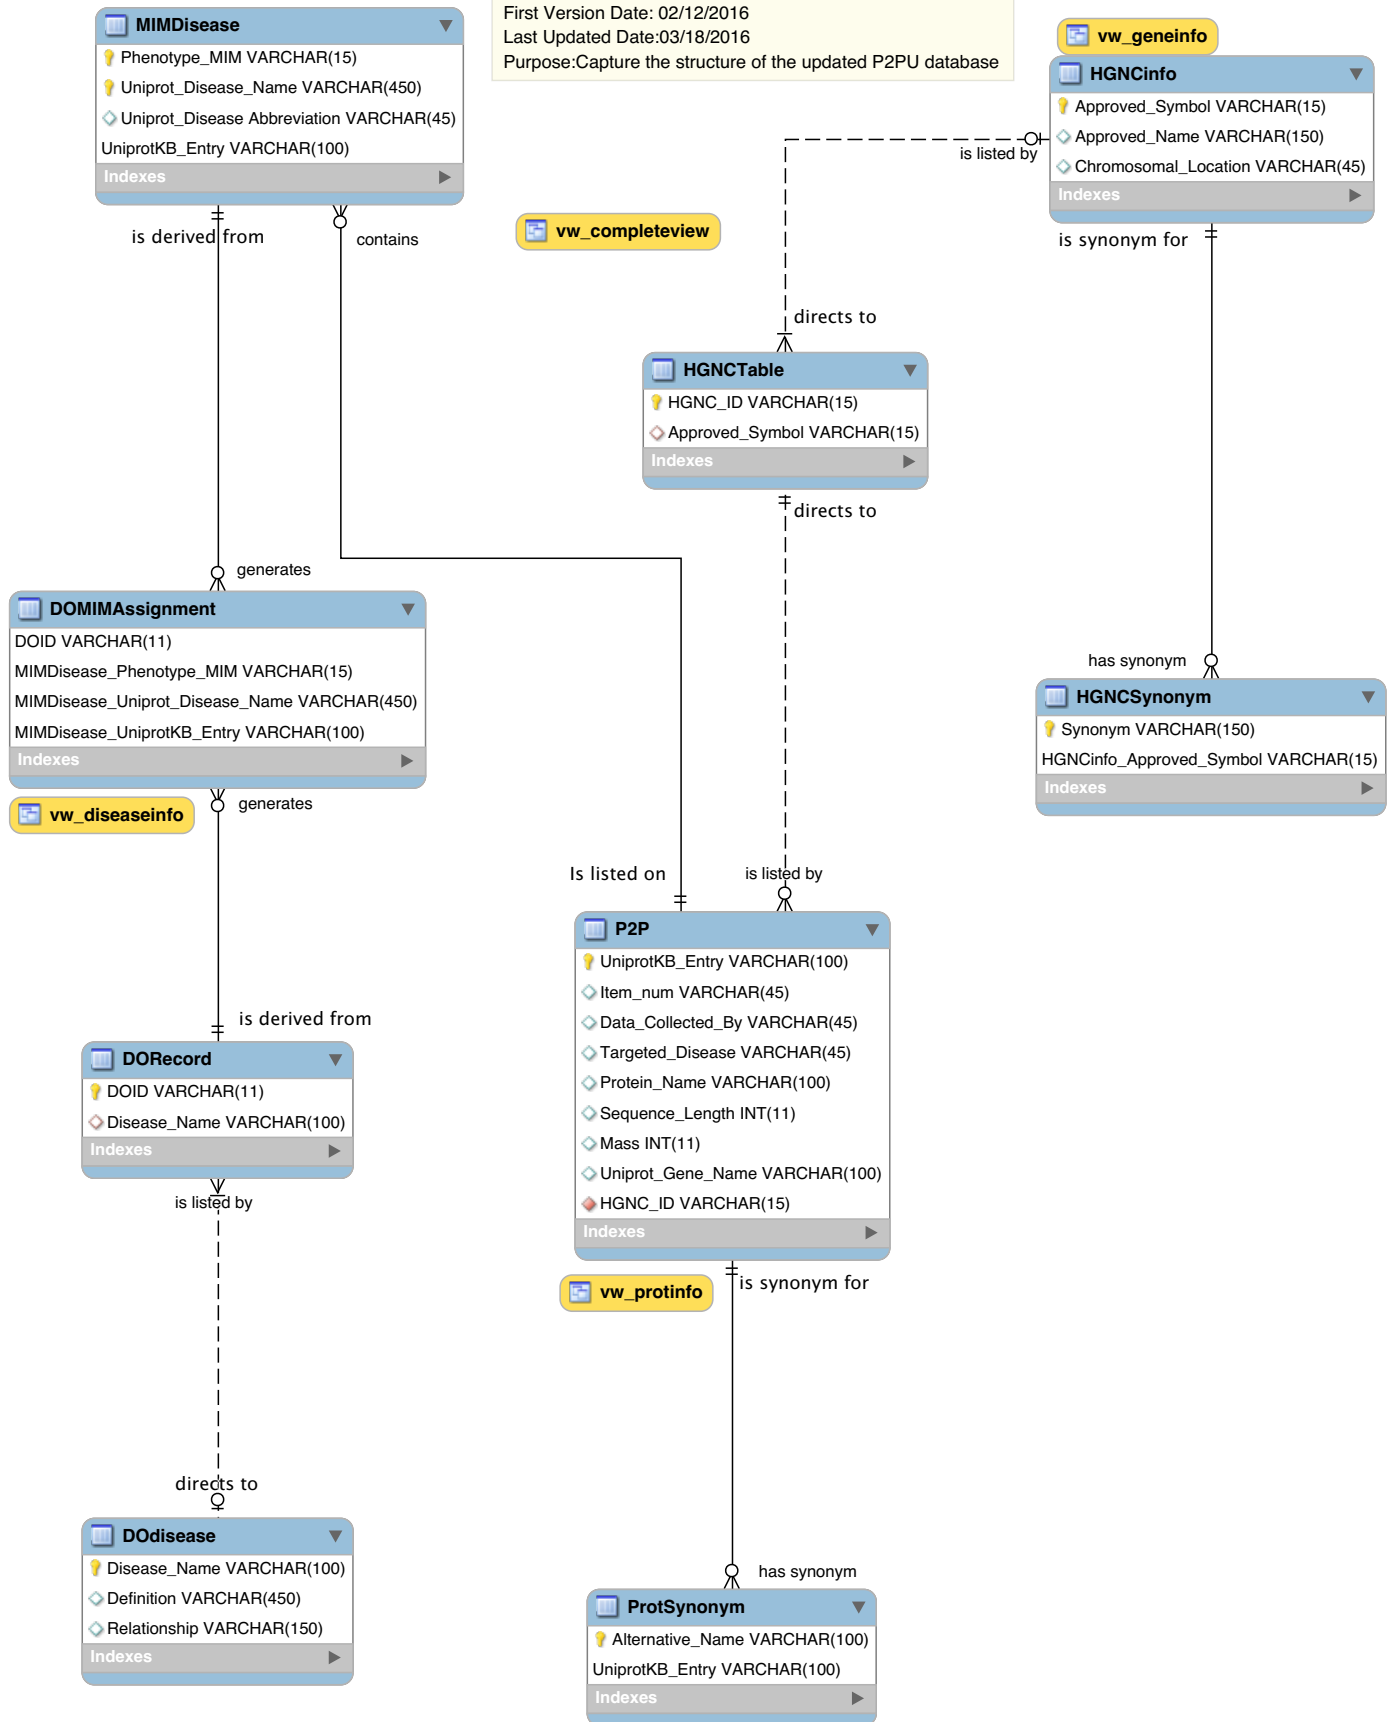 MIMDisease
Phenotype_MIM VARCHAR(15)
Uniprot_Disease_Name VARCHAR(450)
Uniprot_Disease Abbreviation VARCHAR(45)
UniprotKB_Entry VARCHAR(100)
Indexes
First Version Date: 02/12/2016
Last Updated Date:03/18/2016
Purpose:Capture the structure of the updated P2PU database
vw_geneinfo
HGNCinfo
Approved_Symbol VARCHAR(15)
Approved_Name VARCHAR(150)
Chromosomal_Location VARCHAR(45)
Indexes
is listed by
is derived from
contains
vw_completeview
is synonym for
directs to
HGNCTable
HGNC_ID VARCHAR(15)
Approved_Symbol VARCHAR(15)
Indexes
directs to
generates
DOMIMAssignment
DOID VARCHAR(11)
MIMDisease_Phenotype_MIM VARCHAR(15)
MIMDisease_Uniprot_Disease_Name VARCHAR(450)
MIMDisease_UniprotKB_Entry VARCHAR(100)
Indexes
has synonym
HGNCSynonym
Synonym VARCHAR(150)
HGNCinfo_Approved_Symbol VARCHAR(15)
Indexes
vw_diseaseinfo
generates
Is listed on
is listed by
P2P
UniprotKB_Entry VARCHAR(100)
Item_num VARCHAR(45)
Data_Collected_By VARCHAR(45)
Targeted_Disease VARCHAR(45)
Protein_Name VARCHAR(100)
Sequence_Length INT(11)
Mass INT(11)
Uniprot_Gene_Name VARCHAR(100)
HGNC_ID VARCHAR(15)
Indexes
is derived from
DORecord
DOID VARCHAR(11)
Disease_Name VARCHAR(100)
Indexes
is listed by
vw_protinfo
is synonym for
directs to
DOdisease
Disease_Name VARCHAR(100)
Definition VARCHAR(450)
Relationship VARCHAR(150)
Indexes
has synonym
ProtSynonym
Alternative_Name VARCHAR(100)
UniprotKB_Entry VARCHAR(100)
Indexes